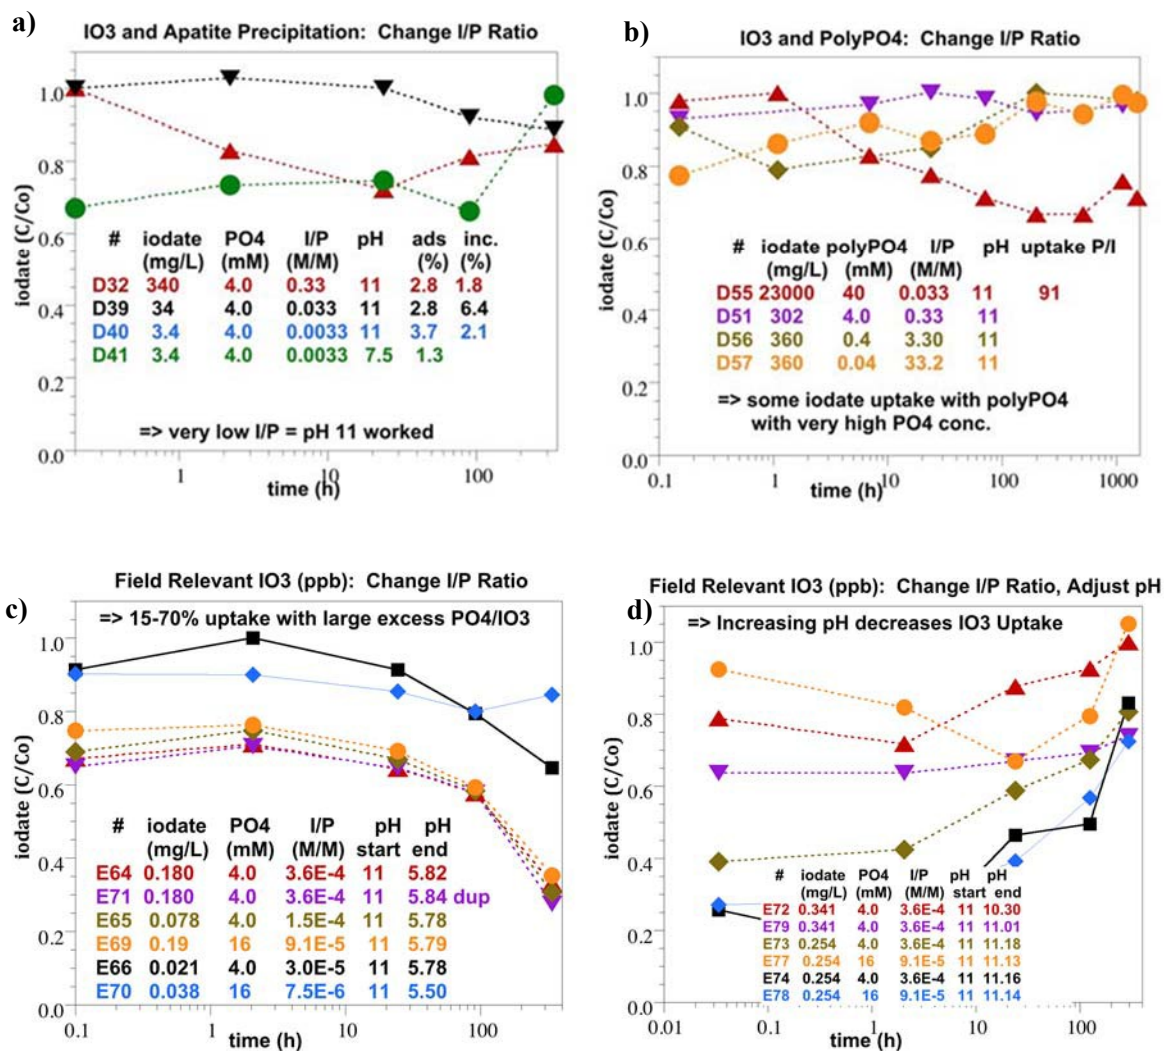 a)
IO3 and Apatite Precipitation: Change I/P Ratio
iodate (C/Co)
1.0
0.8
0.6
0.4
0.2
0.0
# iodate PO4 I/P pH ads inc.
(mg/L) (mM) (M/M) (%) (%)
D32 340 4.0 0.33 11 2.8 1.8
D39 34 4.0 0.033 11 2.8 6.4
D40 3.4 4.0 0.0033 11 3.7 2.1
D41 3.4 4.0 0.0033 7.5 1.3
=> very low I/P = pH 11 worked
1 10 100
time (h)
b)
IO3 and PolyPO4: Change I/P Ratio
iodate (C/Co)
1.0
0.8
0.6
0.4
0.2
0.0
# iodate polyPO4 I/P pH uptake P/I
(mg/L) (mM) (M/M)
D55 23000 40 0.033 11 91
D51 302 4.0 0.33 11
D56 360 0.4 3.30 11
D57 360 0.04 33.2 11
=> some iodate uptake with polyPO4
with very high PO4 conc.
0.1 1 10 100 1000
time (h)
c)
Field Relevant IO3 (ppb): Change I/P Ratio
=> 15-70% uptake with large excess PO4/IO3
iodate (C/Co)
1.0
0.8
0.6
0.4
0.2
0.0
# iodate PO4 I/P pH pH
(mg/L) (mM) (M/M) start end
E64 0.180 4.0 3.6E-4 11 5.82
E71 0.180 4.0 3.6E-4 11 5.84 dup
E65 0.078 4.0 1.5E-4 11 5.78
E69 0.19 16 9.1E-5 11 5.79
E66 0.021 4.0 3.0E-5 11 5.78
E70 0.038 16 7.5E-6 11 5.50
0.1 1 10 100
time (h)
d)
Field Relevant IO3 (ppb): Change I/P Ratio, Adjust pH
=> Increasing pH decreases IO3 Uptake
iodate (C/Co)
1.0
0.8
0.6
0.4
0.2
0.0
# iodate PO4 I/P pH pH
(mg/L) (mM) (M/M) start end
E72 0.341 4.0 3.6E-4 11 10.30
E79 0.341 4.0 3.6E-4 11 11.01
E73 0.254 4.0 3.6E-4 11 11.18
E77 0.254 16 9.1E-5 11 11.13
E74 0.254 4.0 3.6E-4 11 11.16
E78 0.254 16 9.1E-5 11 11.14
0.01 0.1 1 10 100
time (h)